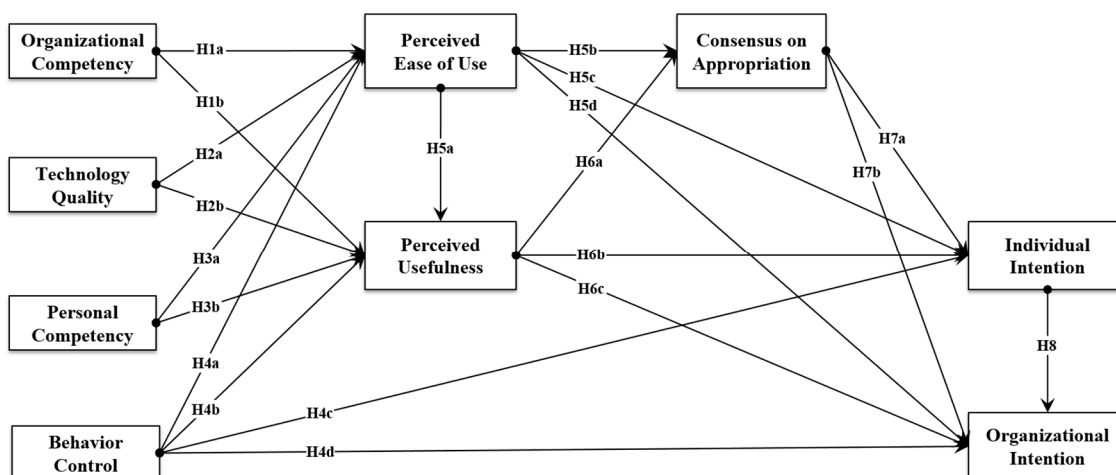 Organizational
Competency
Perceived
Ease of Use
Consensus on
Appropriation
H1a
H5b
H5c
H1b
H5d
H7a
H2a
H5a
H6a
H7b
Technology
Quality
H2b
Perceived
Usefulness
Individual
Intention
H3a
H6b
H6c
H3b
Personal
Competency
H8
H4a
H4b
H4c
H4d
Behavior
Control
Organizational
Intention